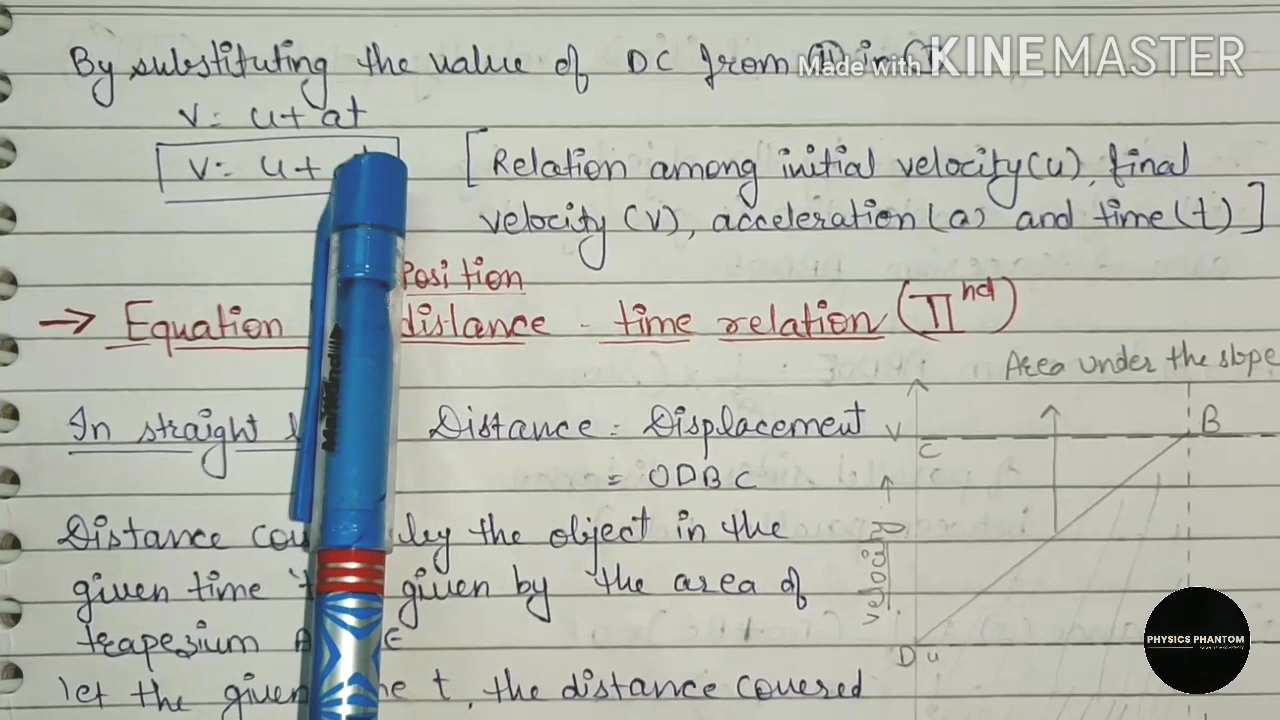 By substituting the value of DC from (II) in (I)
Made with KINEMASTER
v = u + at
v = u +
[Relation among initial velocity (u), final
velocity (v), acceleration (a) and time (t)]
Position
→ Equation distance - time relation (IInd)
Area under the slope
In straight Distance = Displacement
= ODBC
Distance by the object in the
given time given by the area of
trapezium
let the given t, the distance covered
V
C
B
velocity
D u
PHYSICS PHANTOM